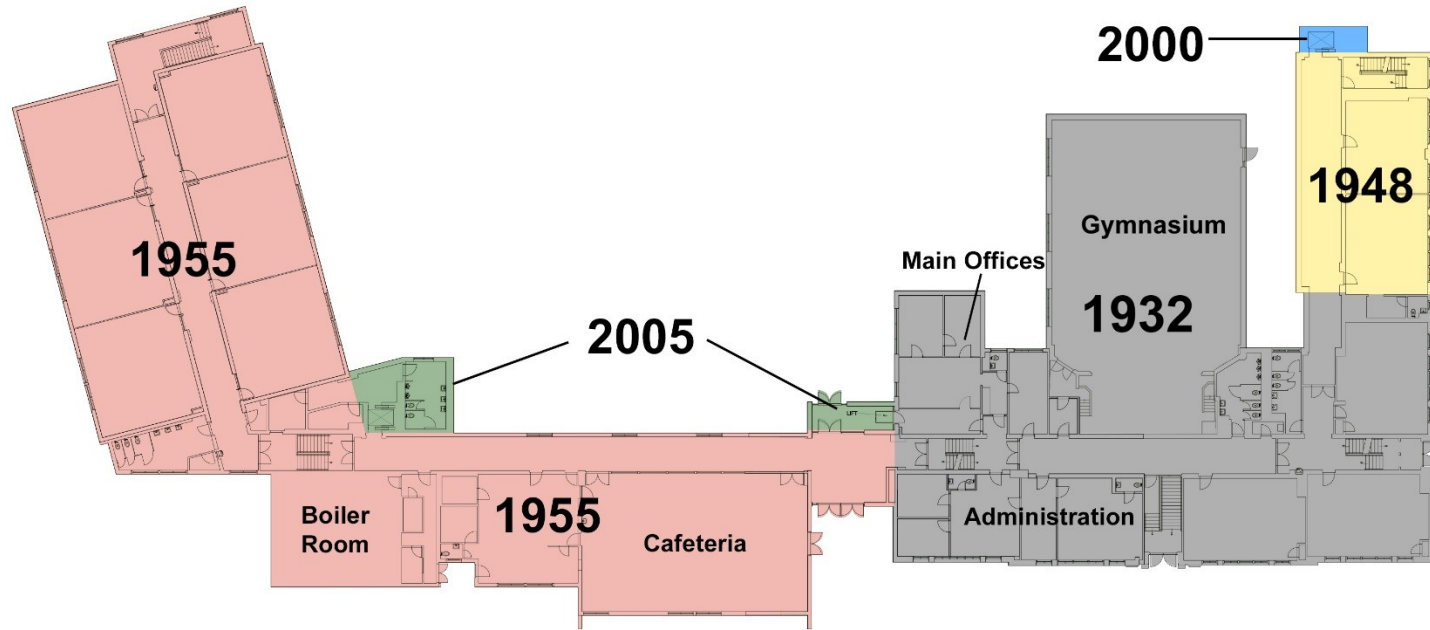 2000
1948
Gymnasium
1955
Main Offices
1932
2005
LIFT
1955
Boiler
Room
Cafeteria
Administration